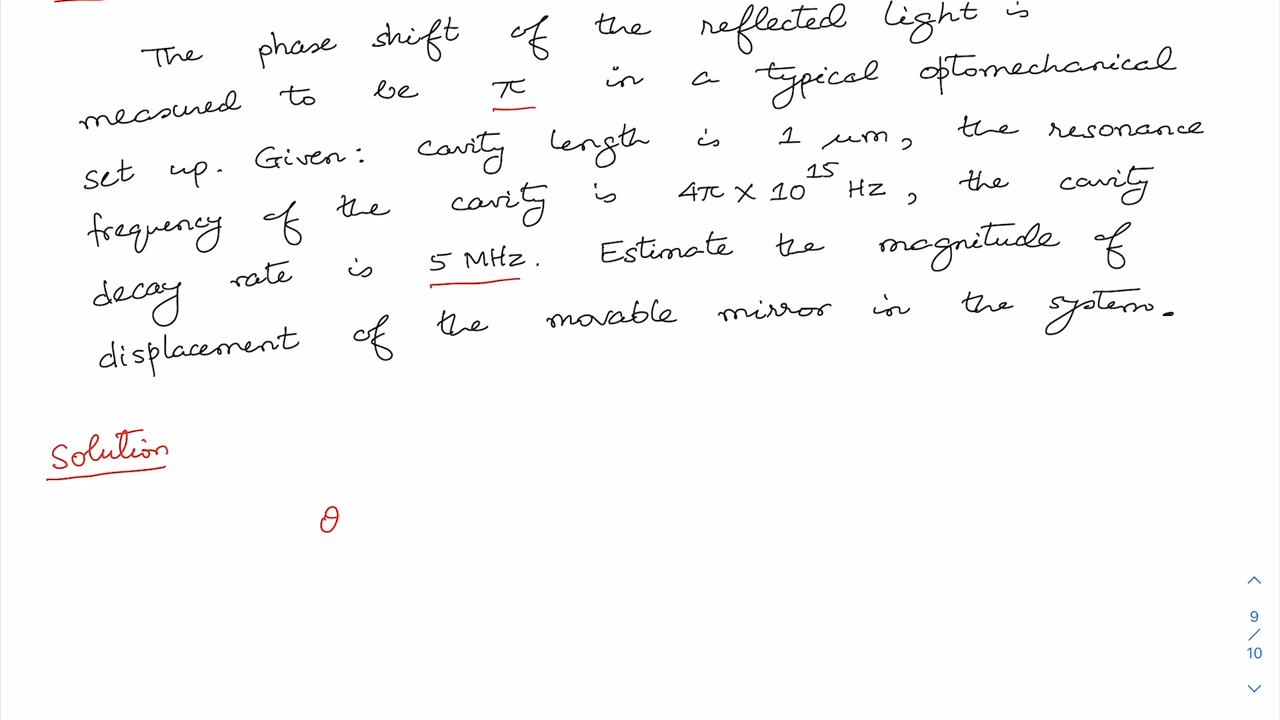 The phase shift of the reflected light is
measured to be π in a typical optomechanical
set up. Given: cavity length is 1 μm, the resonance
frequency of the cavity is 4π × 10¹⁵ Hz, the cavity
decay rate is 5 MHz. Estimate the magnitude of
displacement of the movable mirror in the system.
Solution
θ
9
/
10